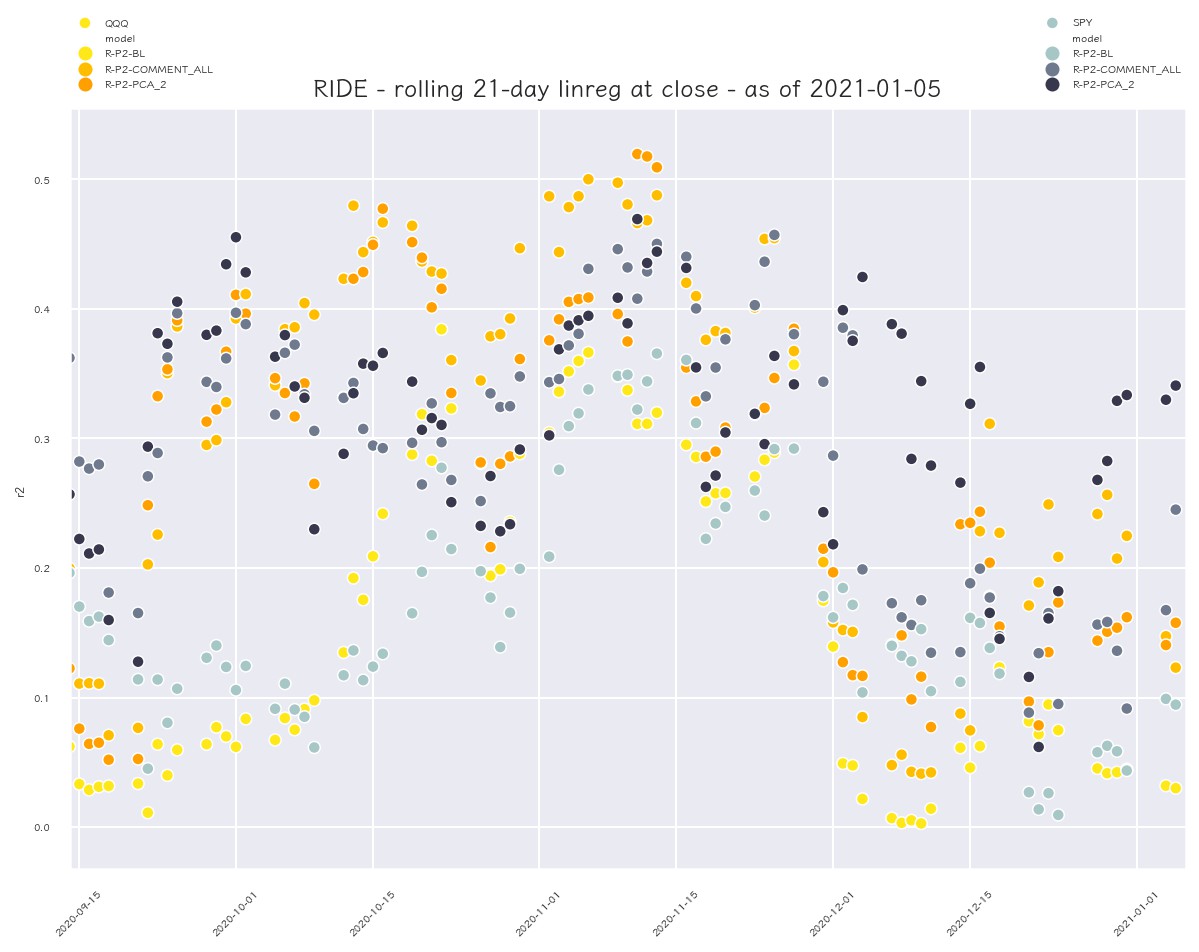 QQQ
model
R-P2-BL
R-P2-COMMENT_ALL
R-P2-PCA_2
SPY
model
R-P2-BL
R-P2-COMMENT_ALL
R-P2-PCA_2
RIDE - rolling 21-day linreg at close - as of 2021-01-05
0.5
0.4
0.3
0.2
0.1
0.0
r2
2020-09-15
2020-10-01
2020-10-15
2020-11-01
2020-11-15
2020-12-01
2020-12-15
2021-01-01